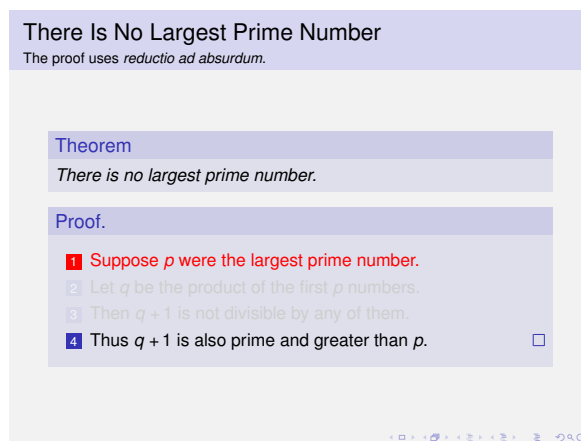 There Is No Largest Prime Number
The proof uses reductio ad absurdum.
Theorem
There is no largest prime number.
Proof.
1 Suppose p were the largest prime number.
2 Let q be the product of the first p numbers.
3 Then q + 1 is not divisible by any of them.
4 Thus q + 1 is also prime and greater than p. □